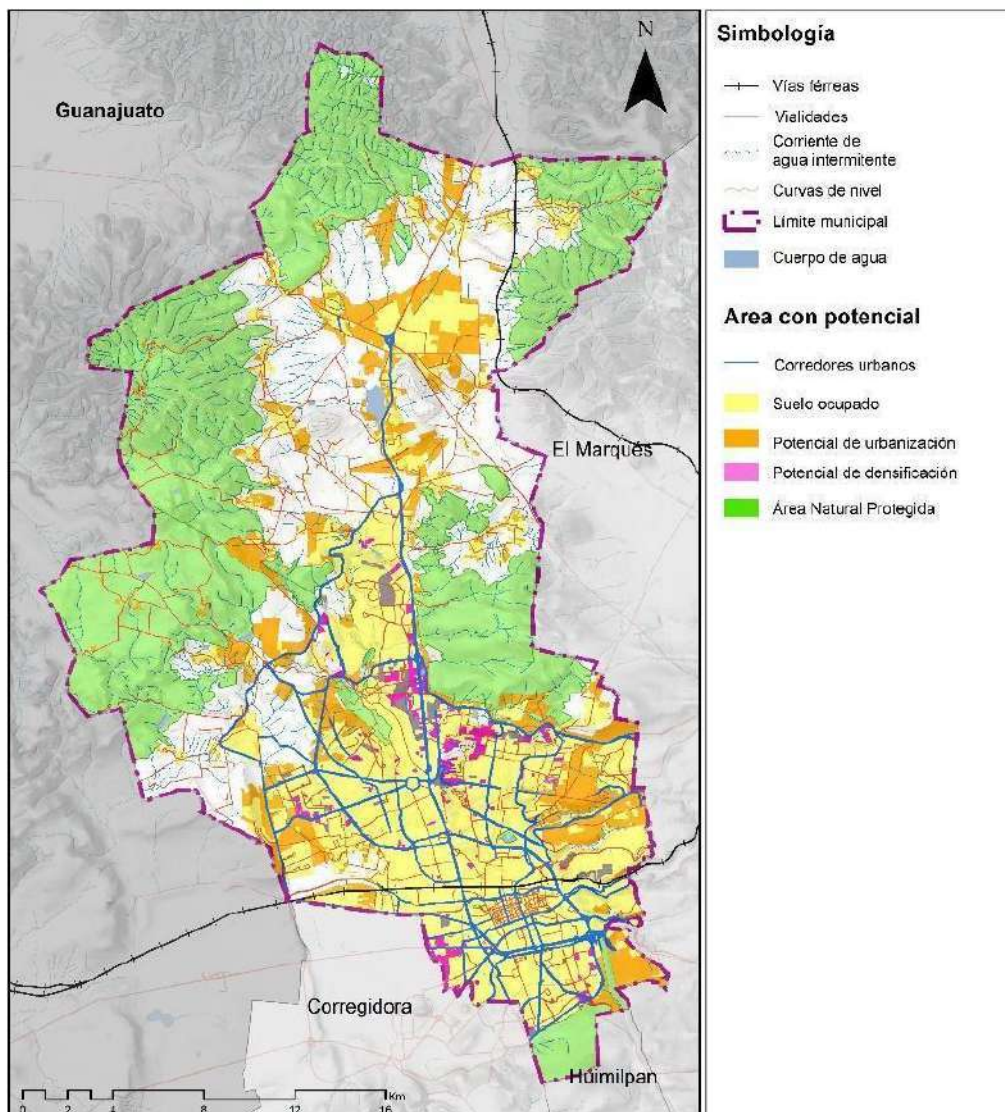 N
Guanajuato
El Marqués
Corregidora
Huimilpan
0 2 4 8 12 16 Km
Simbología
Vías férreas
Vialidades
Corriente de
agua intermitente
Curvas de nivel
Límite municipal
Cuerpo de agua
Area con potencial
Corredores urbanos
Suelo ocupado
Potencial de urbanización
Potencial de densificación
Área Natural Protegida